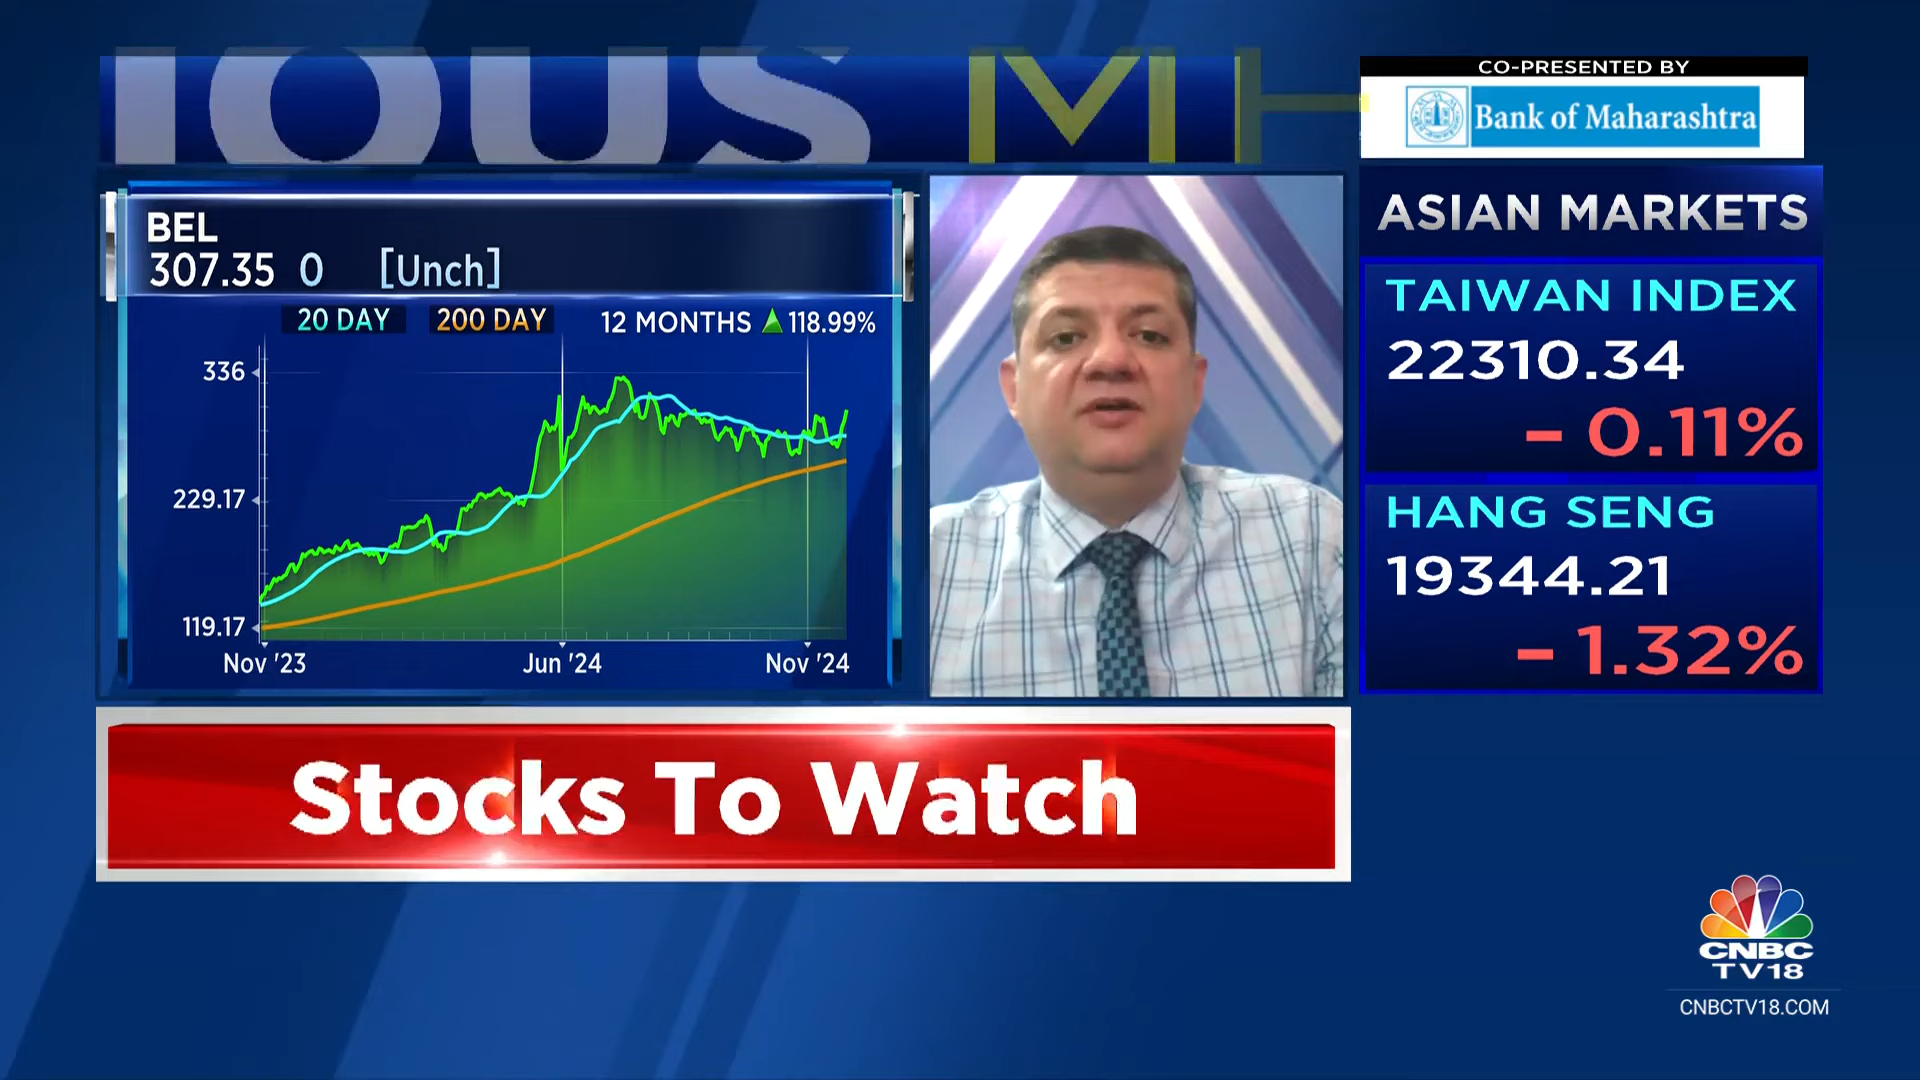 IOUS
CO-PRESENTED BY
Bank of Maharashtra
BEL
307.35 0 [Unch]
20 DAY 200 DAY 12 MONTHS 118.99%
336
229.17
119.17
Nov '23 Jun '24 Nov '24
ASIAN MARKETS
TAIWAN INDEX
22310.34
- 0.11%
HANG SENG
19344.21
- 1.32%
Stocks To Watch
CNBC
TV18
CNBCTV18.COM